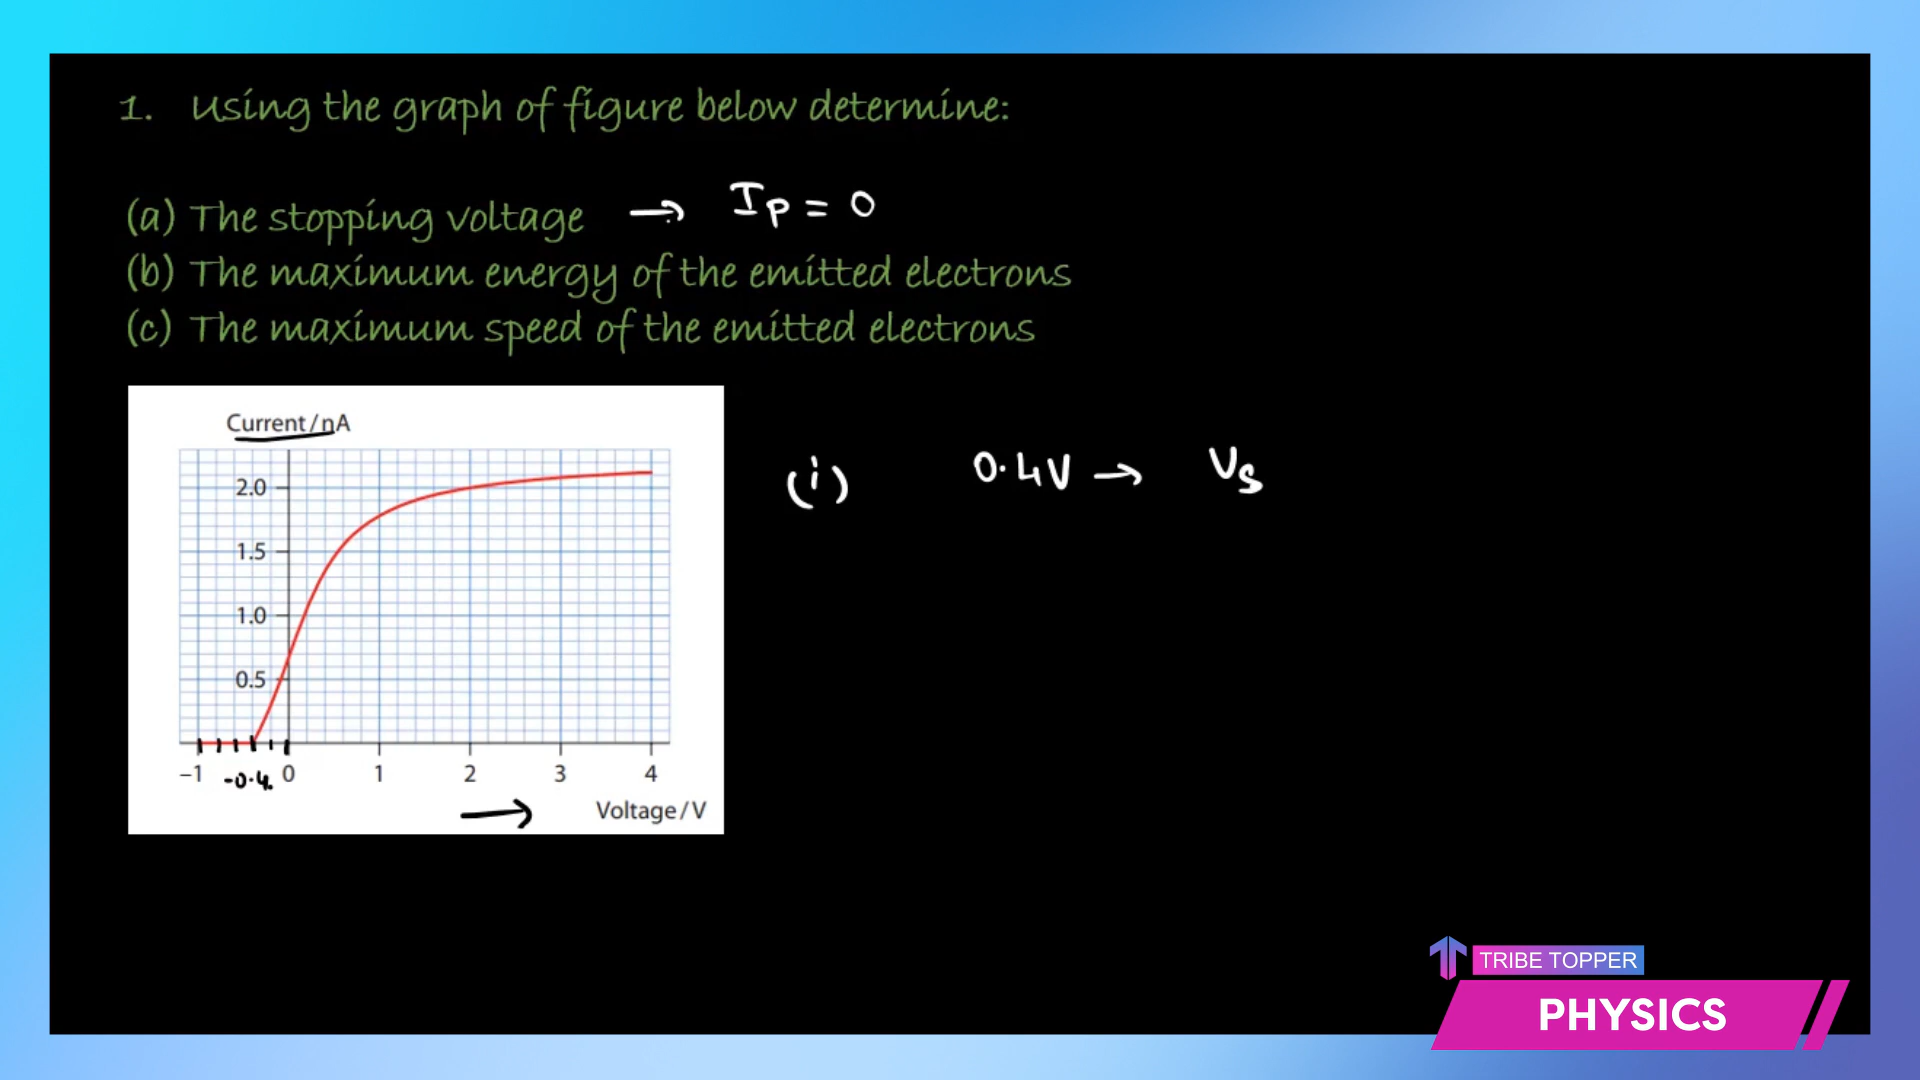 1. Using the graph of figure below determine:
(a) The stopping voltage → Ip = 0
(b) The maximum energy of the emitted electrons
(c) The maximum speed of the emitted electrons
Current/nA
2.0
1.5
1.0
0.5
−1 -0.4 0 1 2 3 4
Voltage/V
(i) 0.4V → Vs
TRIBE TOPPER
PHYSICS